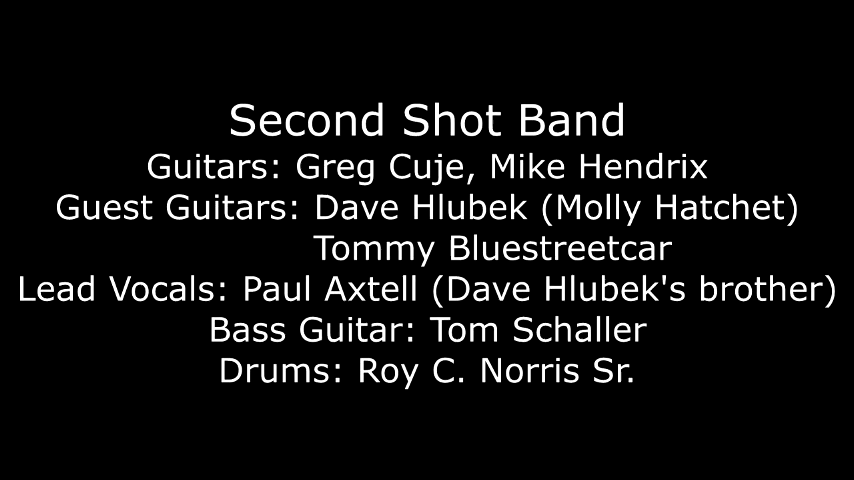 Second Shot Band
Guitars: Greg Cuje, Mike Hendrix
Guest Guitars: Dave Hlubek (Molly Hatchet)
Tommy Bluestreetcar
Lead Vocals: Paul Axtell (Dave Hlubek's brother)
Bass Guitar: Tom Schaller
Drums: Roy C. Norris Sr.